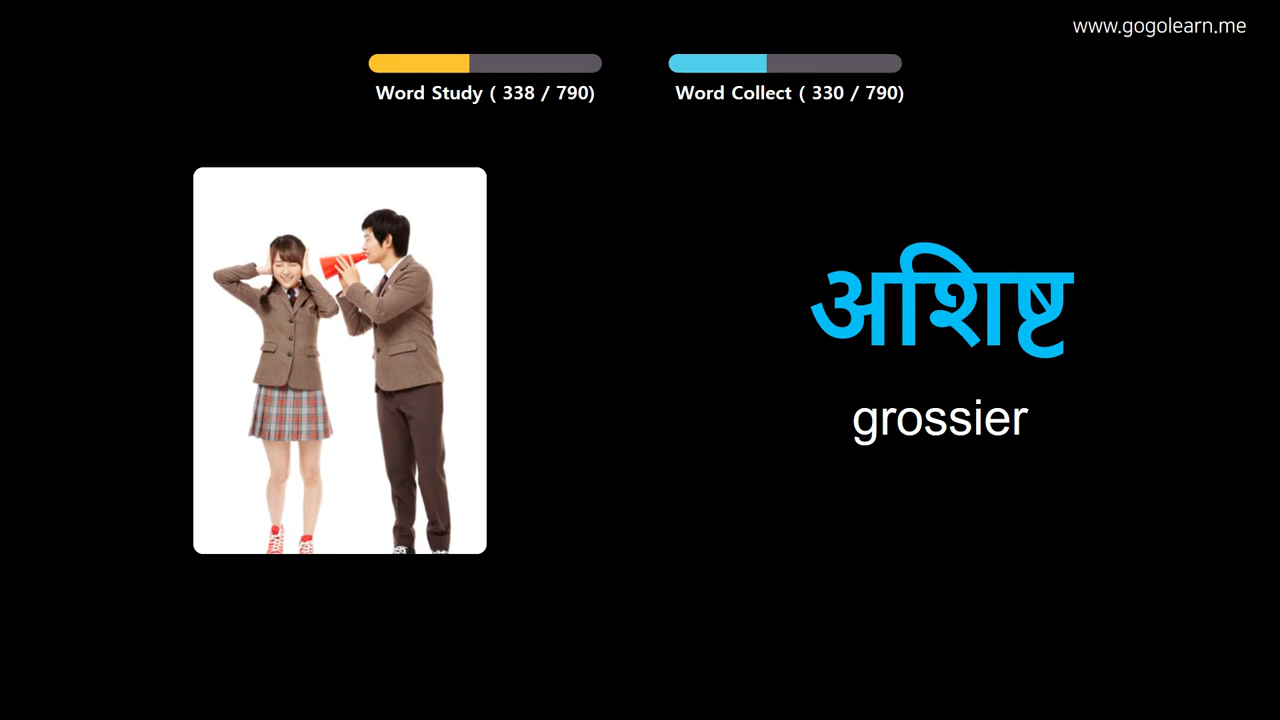 www.gogolearn.me
Word Study ( 338 / 790)
Word Collect ( 330 / 790)
अशिष्ट
grossier